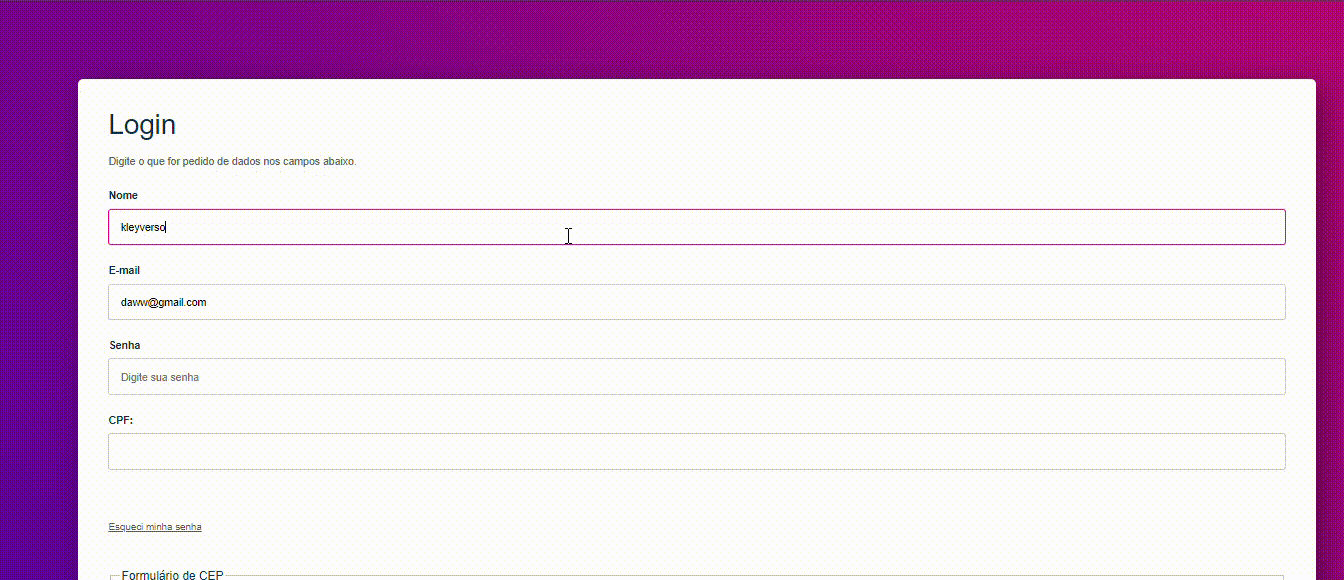 Login
Digite o que for pedido de dados nos campos abaixo.
Nome
kleyverso
E-mail
daww@gmail.com
Senha
Digite sua senha
CPF:
Esqueci minha senha
Formulário de CEP